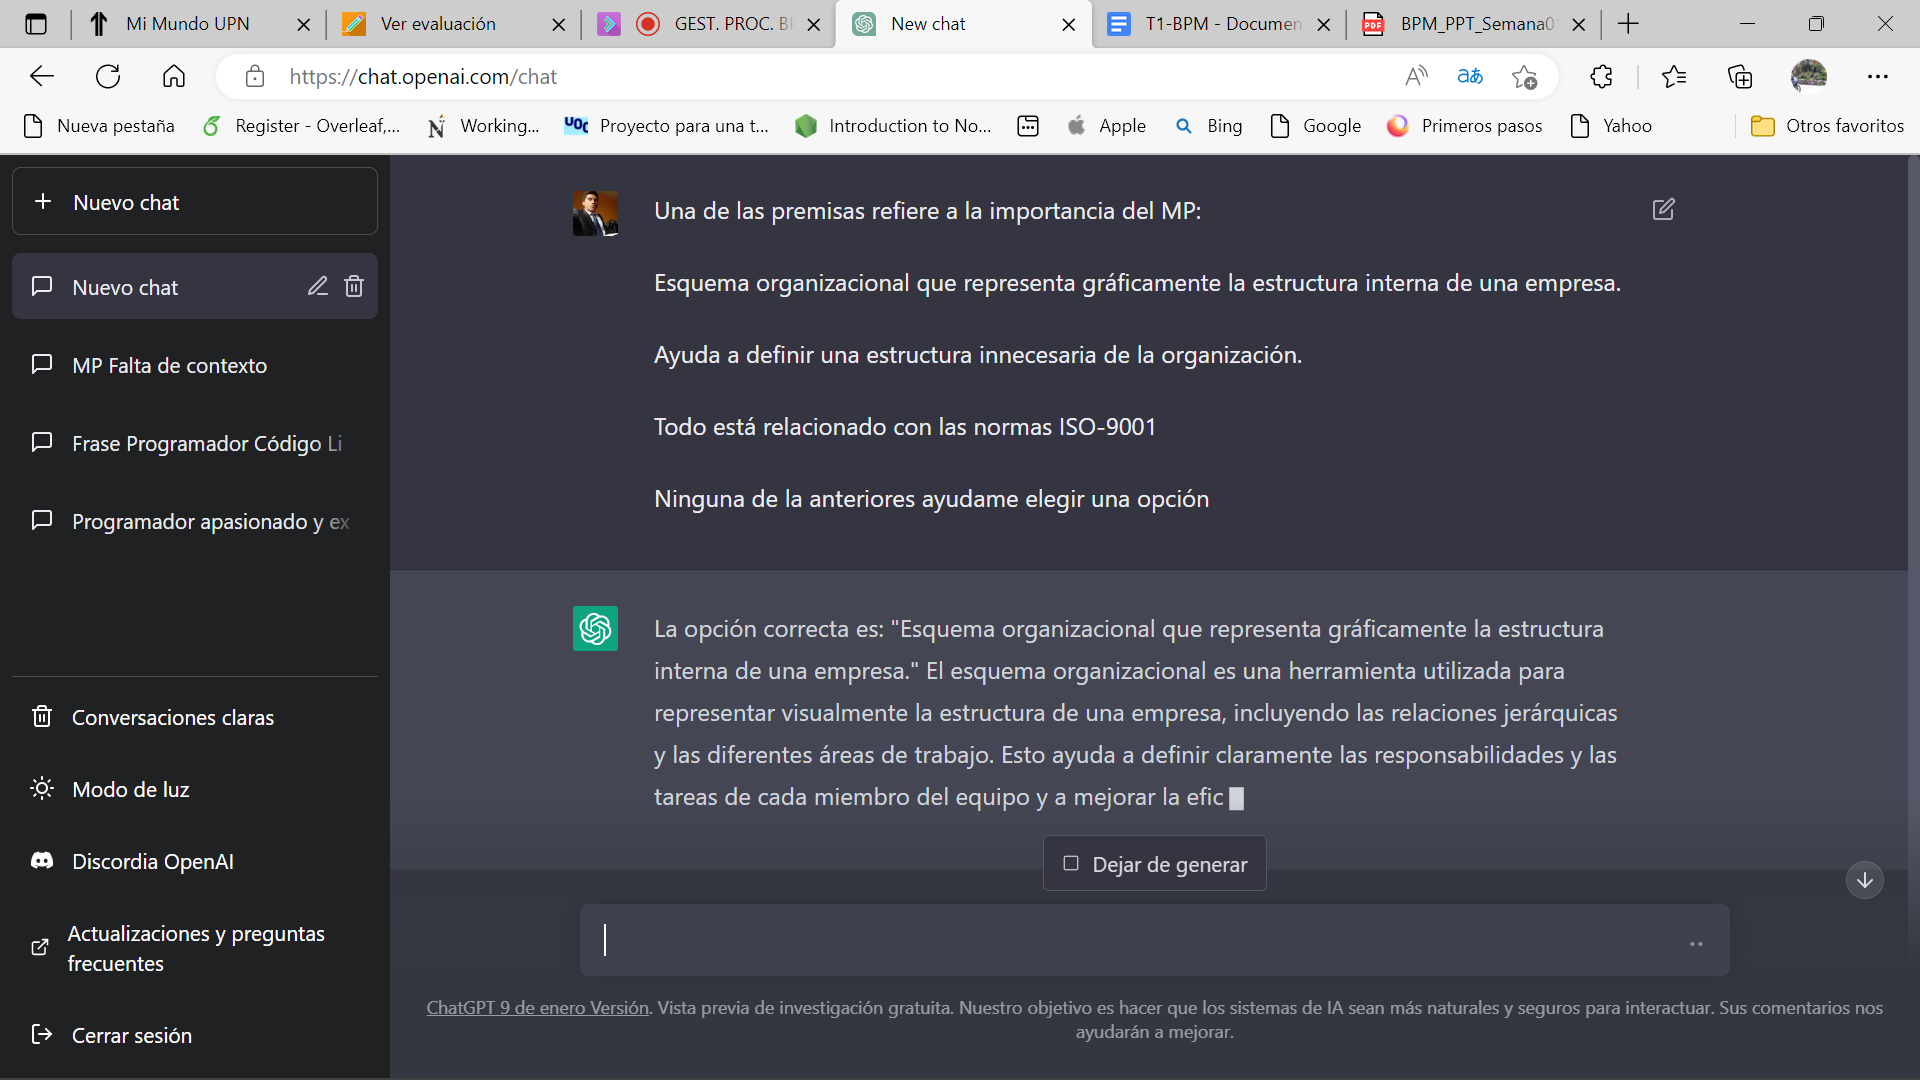 Mi Mundo UPN
Ver evaluación
GEST. PROC. B
New chat
T1-BPM - Documen
BPM_PPT_Semana0
https://chat.openai.com/chat
Nueva pestaña
Register - Overleaf,...
Working...
UOC Proyecto para una t...
Introduction to No...
Apple
Bing
Google
Primeros pasos
Yahoo
Otros favoritos
Nuevo chat
Nuevo chat
MP Falta de contexto
Frase Programador Código Li
Programador apasionado y ex
Conversaciones claras
Modo de luz
Discordia OpenAI
Actualizaciones y preguntas
frecuentes
Cerrar sesión
Una de las premisas refiere a la importancia del MP:
Esquema organizacional que representa gráficamente la estructura interna de una empresa.
Ayuda a definir una estructura innecesaria de la organización.
Todo está relacionado con las normas ISO-9001
Ninguna de la anteriores ayudame elegir una opción
La opción correcta es: "Esquema organizacional que representa gráficamente la estructura
interna de una empresa." El esquema organizacional es una herramienta utilizada para
representar visualmente la estructura de una empresa, incluyendo las relaciones jerárquicas
y las diferentes áreas de trabajo. Esto ayuda a definir claramente las responsabilidades y las
tareas de cada miembro del equipo y a mejorar la efic
Dejar de generar
ChatGPT 9 de enero Versión. Vista previa de investigación gratuita. Nuestro objetivo es hacer que los sistemas de IA sean más naturales y seguros para interactuar. Sus comentarios nos
ayudarán a mejorar.